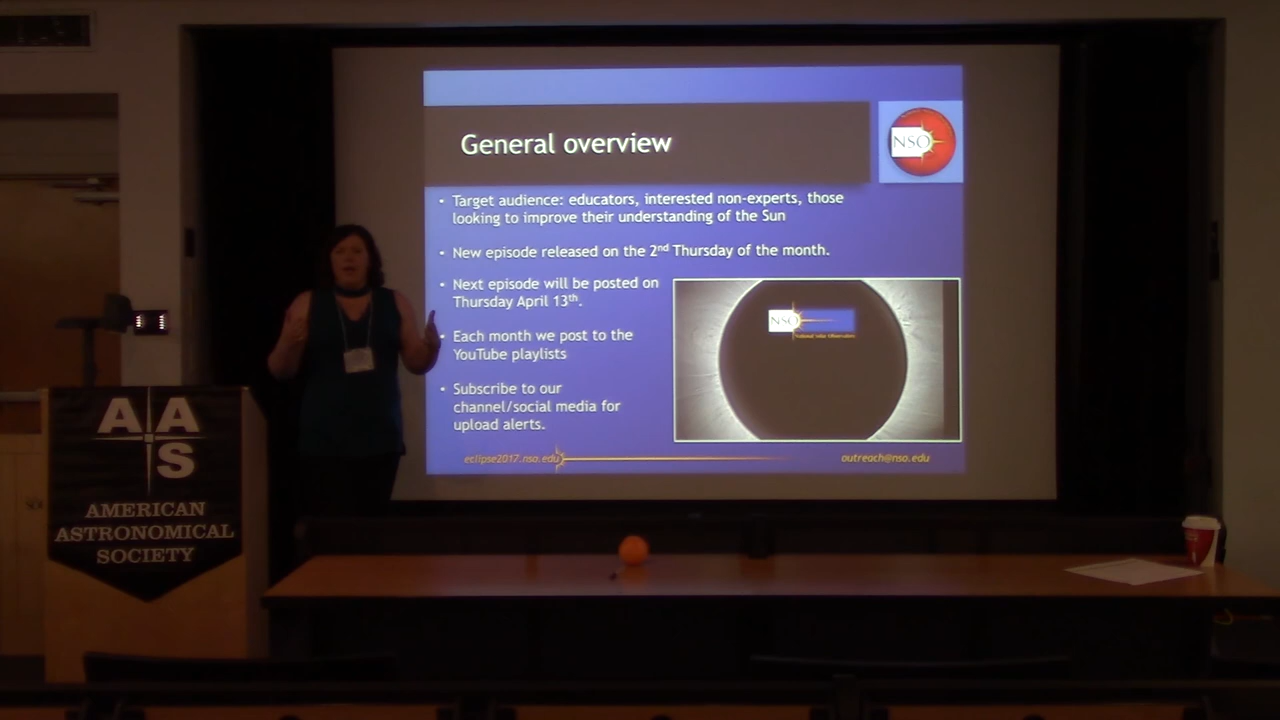 General overview
NSO
• Target audience: educators, interested non-experts, those
looking to improve their understanding of the Sun
• New episode released on the 2nd Thursday of the month.
• Next episode will be posted on
Thursday April 13th.
• Each month we post to the
YouTube playlists
• Subscribe to our
channel/social media for
upload alerts.
NSO
National Solar Observatory
eclipse2017.nso.edu
outreach@nso.edu
AA
S
AMERICAN
ASTRONOMICAL
SOCIETY